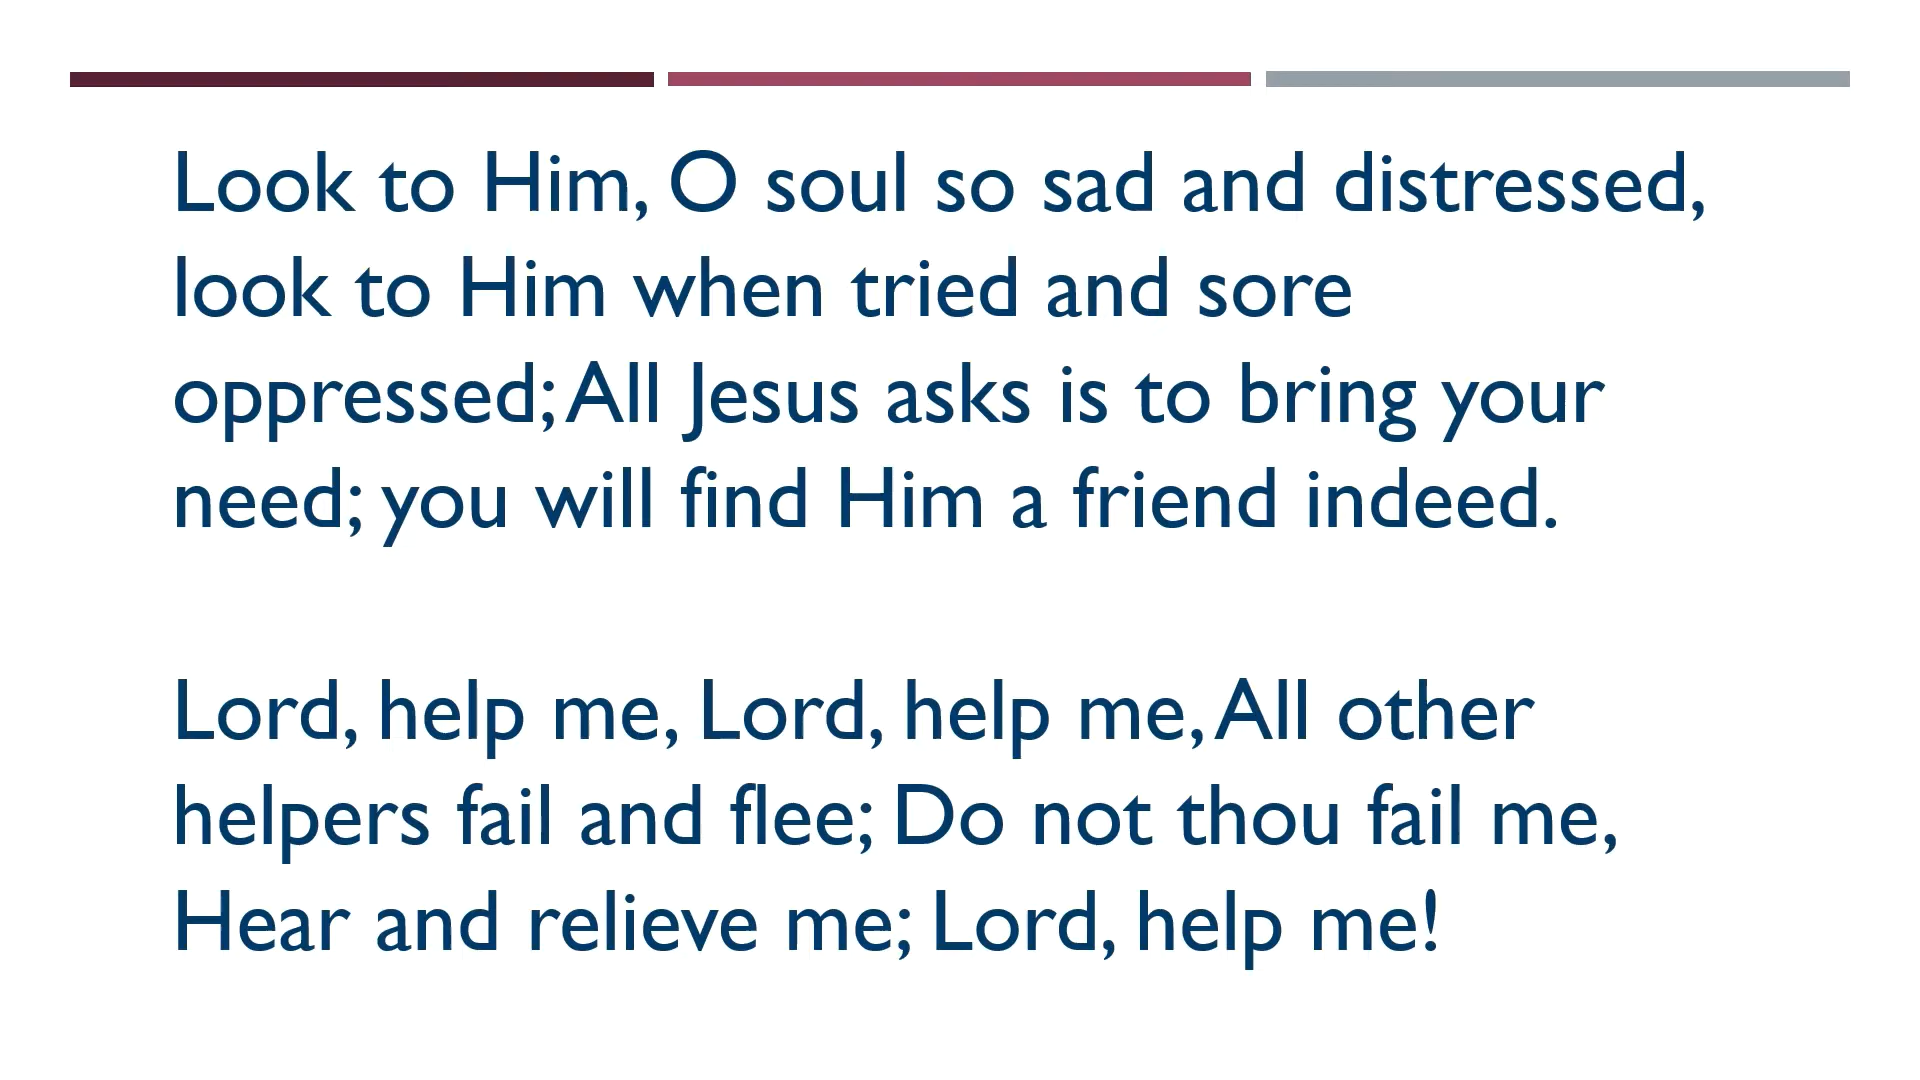 Look to Him, O soul so sad and distressed,
look to Him when tried and sore
oppressed; All Jesus asks is to bring your
need; you will find Him a friend indeed.
Lord, help me, Lord, help me, All other
helpers fail and flee; Do not thou fail me,
Hear and relieve me; Lord, help me!